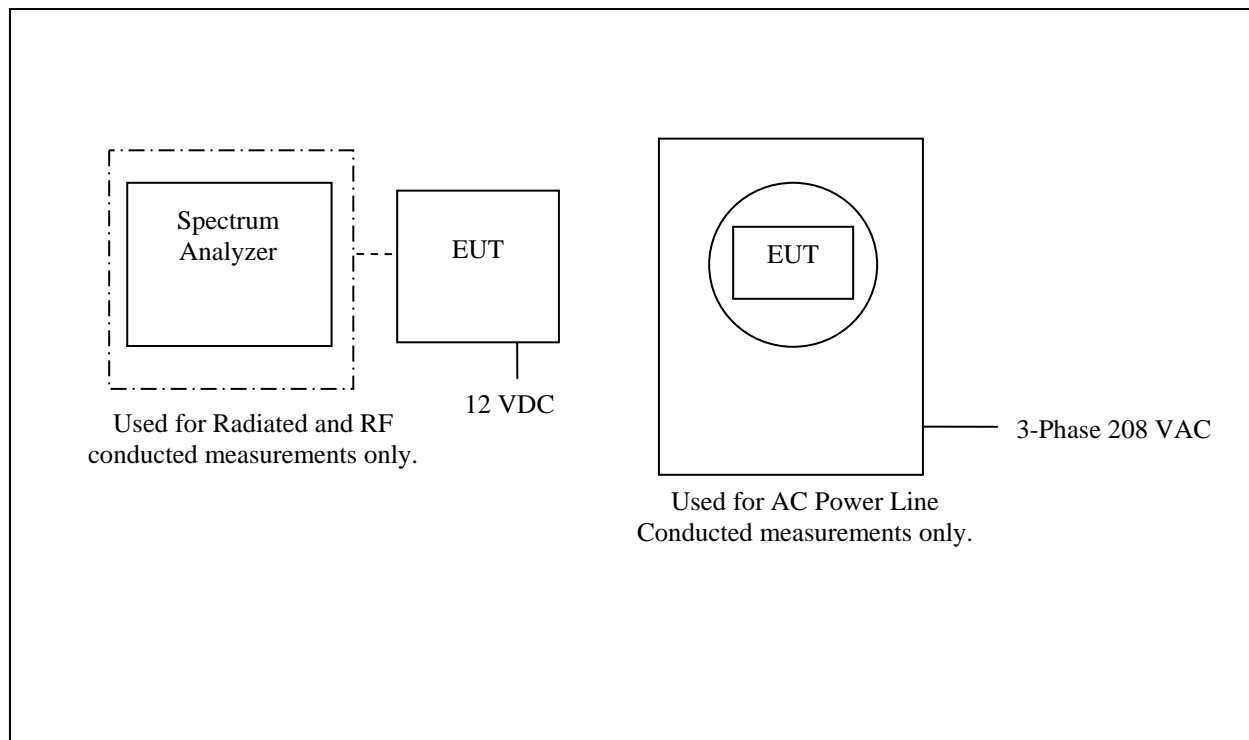 Spectrum
Analyzer
EUT
12 VDC
Used for Radiated and RF
conducted measurements only.
EUT
3-Phase 208 VAC
Used for AC Power Line
Conducted measurements only.